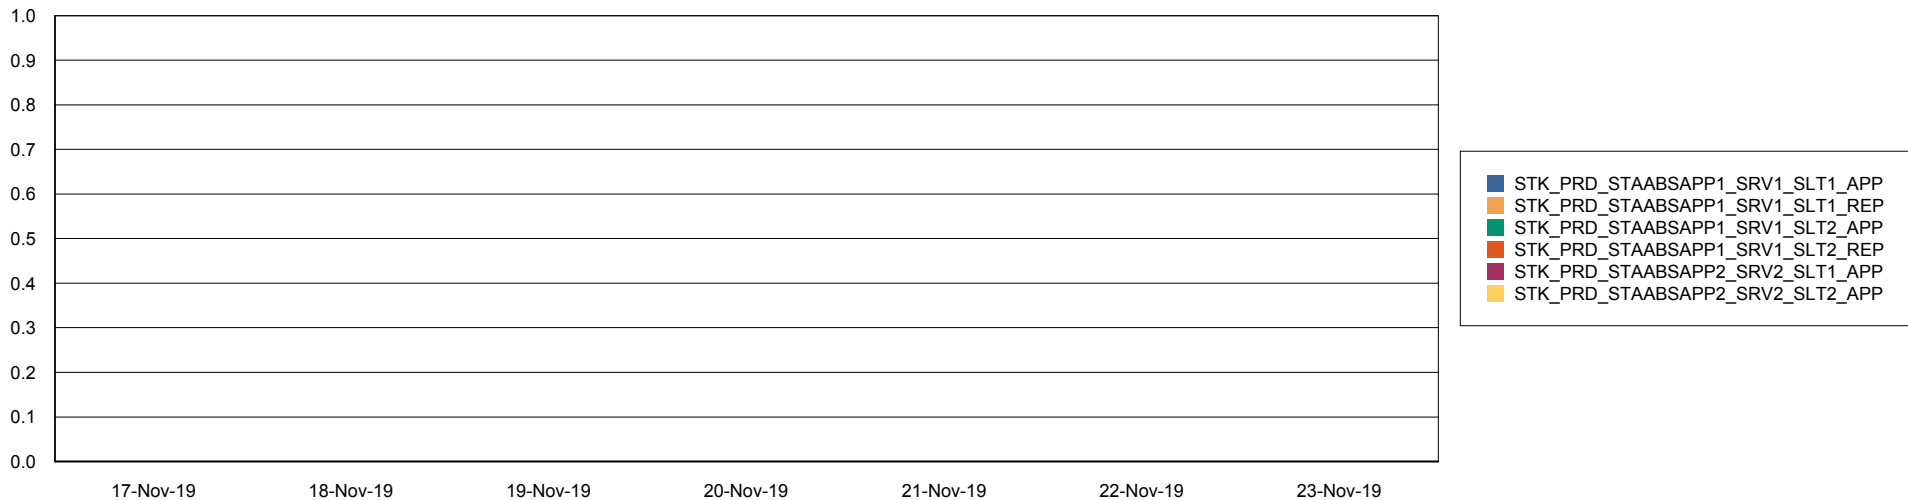 1.0
0.9
0.8
0.7
0.6
0.5
0.4
0.3
0.2
0.1
0.0
17-Nov-19
18-Nov-19
19-Nov-19
20-Nov-19
21-Nov-19
22-Nov-19
23-Nov-19
STK_PRD_STAABSAPP1_SRV1_SLT1_APP
STK_PRD_STAABSAPP1_SRV1_SLT1_REP
STK_PRD_STAABSAPP1_SRV1_SLT2_APP
STK_PRD_STAABSAPP1_SRV1_SLT2_REP
STK_PRD_STAABSAPP2_SRV2_SLT1_APP
STK_PRD_STAABSAPP2_SRV2_SLT2_APP